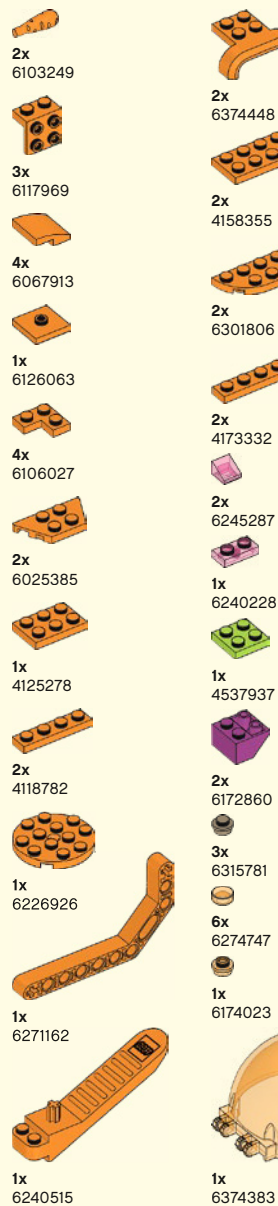 2x
6103249
3x
6117969
4x
6067913
1x
6126063
4x
6106027
2x
6025385
1x
4125278
2x
4118782
1x
6226926
1x
6271162
1x
6240515
2x
6374448
2x
4158355
2x
6301806
2x
4173332
2x
6245287
1x
6240228
1x
4537937
2x
6172860
3x
6315781
6x
6274747
1x
6174023
1x
6374383